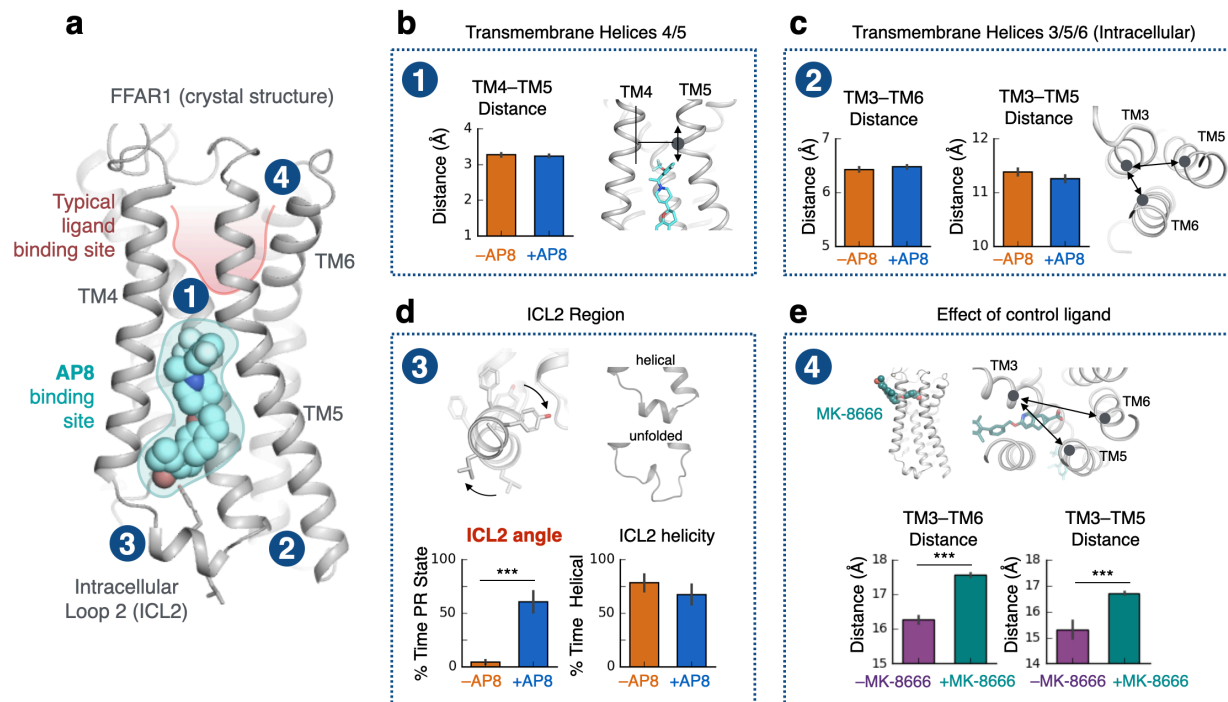 a
FFAR1 (crystal structure)
4
Typical
ligand
binding site
TM6
TM4
1
AP8
binding
site
TM5
3
2
Intracellular
Loop 2 (ICL2)
b
Transmembrane Helices 4/5
1
TM4–TM5
Distance
Distance (Å)
4
3
2
1
–AP8 +AP8
TM4 TM5
c
Transmembrane Helices 3/5/6 (Intracellular)
2
TM3–TM6
Distance
Distance (Å)
7
6
5
–AP8 +AP8
TM3–TM5
Distance
Distance (Å)
12
11
10
–AP8 +AP8
TM3
TM5
TM6
d
ICL2 Region
3
helical
unfolded
ICL2 angle
% Time PR State
100
50
0
***
–AP8 +AP8
ICL2 helicity
% Time Helical
100
50
0
–AP8 +AP8
e
Effect of control ligand
4
MK-8666
TM3
TM6
TM5
TM3–TM6
Distance
Distance (Å)
18
17
16
15
***
–MK-8666 +MK-8666
TM3–TM5
Distance
Distance (Å)
18
17
16
15
14
***
–MK-8666 +MK-8666